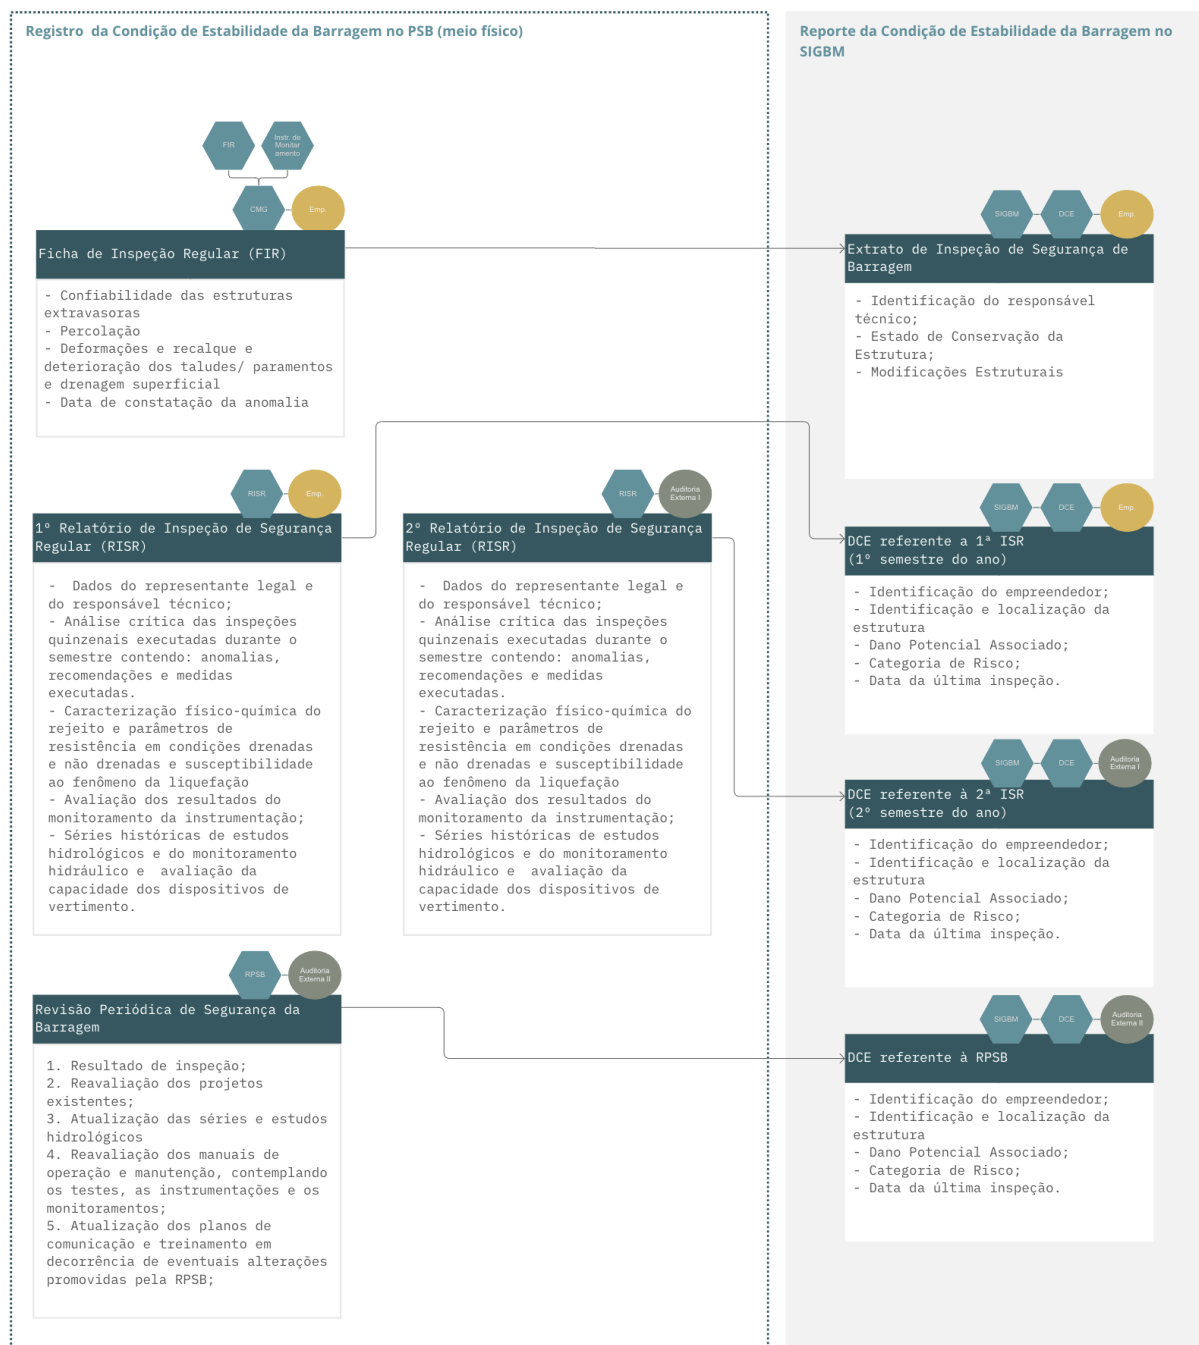 Registro  da Condição de Estabilidade da Barragem no PSB (meio físico)
FIR
Instr. de
Monitor
amento
CMG
Emp.
Ficha de Inspeção Regular (FIR)
- Confiabilidade das estruturas
extravasoras
- Percolação
- Deformações e recalque e
deterioração dos taludes/ paramentos
e drenagem superficial
- Data de constatação da anomalia
RISR
Emp.
1º Relatório de Inspeção de Segurança
Regular (RISR)
-  Dados do representante legal e
do responsável técnico;
- Análise crítica das inspeções
quinzenais executadas durante o
semestre contendo: anomalias,
recomendações e medidas
executadas.
- Caracterização físico-química do
rejeito e parâmetros de
resistência em condições drenadas
e não drenadas e susceptibilidade
ao fenômeno da liquefação
- Avaliação dos resultados do
monitoramento da instrumentação;
- Séries históricas de estudos
hidrológicos e do monitoramento
hidráulico e  avaliação da
capacidade dos dispositivos de
vertimento.
RISR
Auditoria
Externa I
2º Relatório de Inspeção de Segurança
Regular (RISR)
-  Dados do representante legal e
do responsável técnico;
- Análise crítica das inspeções
quinzenais executadas durante o
semestre contendo: anomalias,
recomendações e medidas
executadas.
- Caracterização físico-química do
rejeito e parâmetros de
resistência em condições drenadas
e não drenadas e susceptibilidade
ao fenômeno da liquefação
- Avaliação dos resultados do
monitoramento da instrumentação;
- Séries históricas de estudos
hidrológicos e do monitoramento
hidráulico e  avaliação da
capacidade dos dispositivos de
vertimento.
RPSB
Auditoria
Externa II
Revisão Periódica de Segurança da
Barragem
1. Resultado de inspeção;
2. Reavaliação dos projetos
existentes;
3. Atualização das séries e estudos
hidrológicos
4. Reavaliação dos manuais de
operação e manutenção, contemplando
os testes, as instrumentações e os
monitoramentos;
5. Atualização dos planos de
comunicação e treinamento em
decorrência de eventuais alterações
promovidas pela RPSB;
Reporte da Condição de Estabilidade da Barragem no
SIGBM
SIGBM
DCE
Emp.
Extrato de Inspeção de Segurança de
Barragem
- Identificação do responsável
técnico;
- Estado de Conservação da
Estrutura;
- Modificações Estruturais
SIGBM
DCE
Emp.
DCE referente a 1ª ISR
(1º semestre do ano)
- Identificação do empreendedor;
- Identificação e localização da
estrutura
- Dano Potencial Associado;
- Categoria de Risco;
- Data da última inspeção.
SIGBM
DCE
Auditoria
Externa I
DCE referente à 2ª ISR
(2º semestre do ano)
- Identificação do empreendedor;
- Identificação e localização da
estrutura
- Dano Potencial Associado;
- Categoria de Risco;
- Data da última inspeção.
SIGBM
DCE
Auditoria
Externa II
DCE referente à RPSB
- Identificação do empreendedor;
- Identificação e localização da
estrutura
- Dano Potencial Associado;
- Categoria de Risco;
- Data da última inspeção.